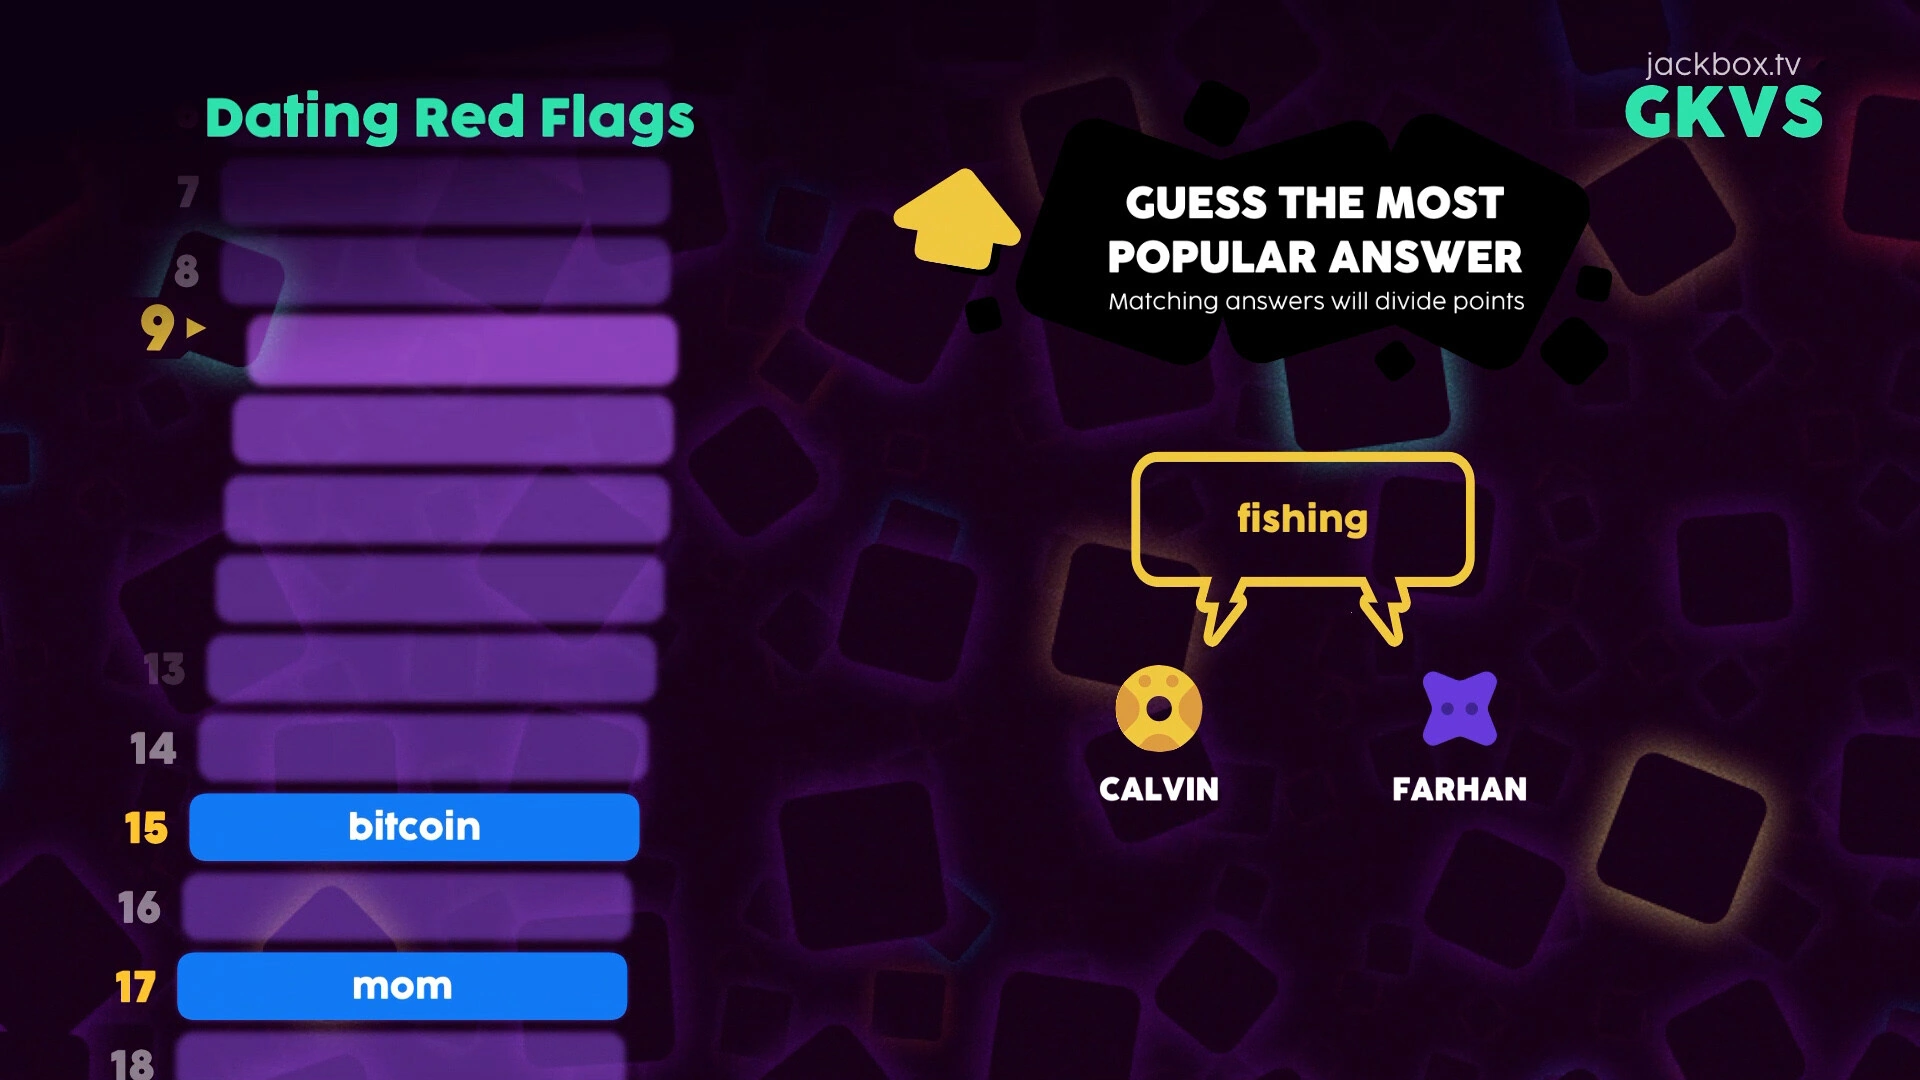 jackbox.tv
GKVS
Dating Red Flags
GUESS THE MOST
POPULAR ANSWER
Matching answers will divide points
7
8
9
13
14
15 bitcoin
16
17 mom
18
fishing
CALVIN
FARHAN